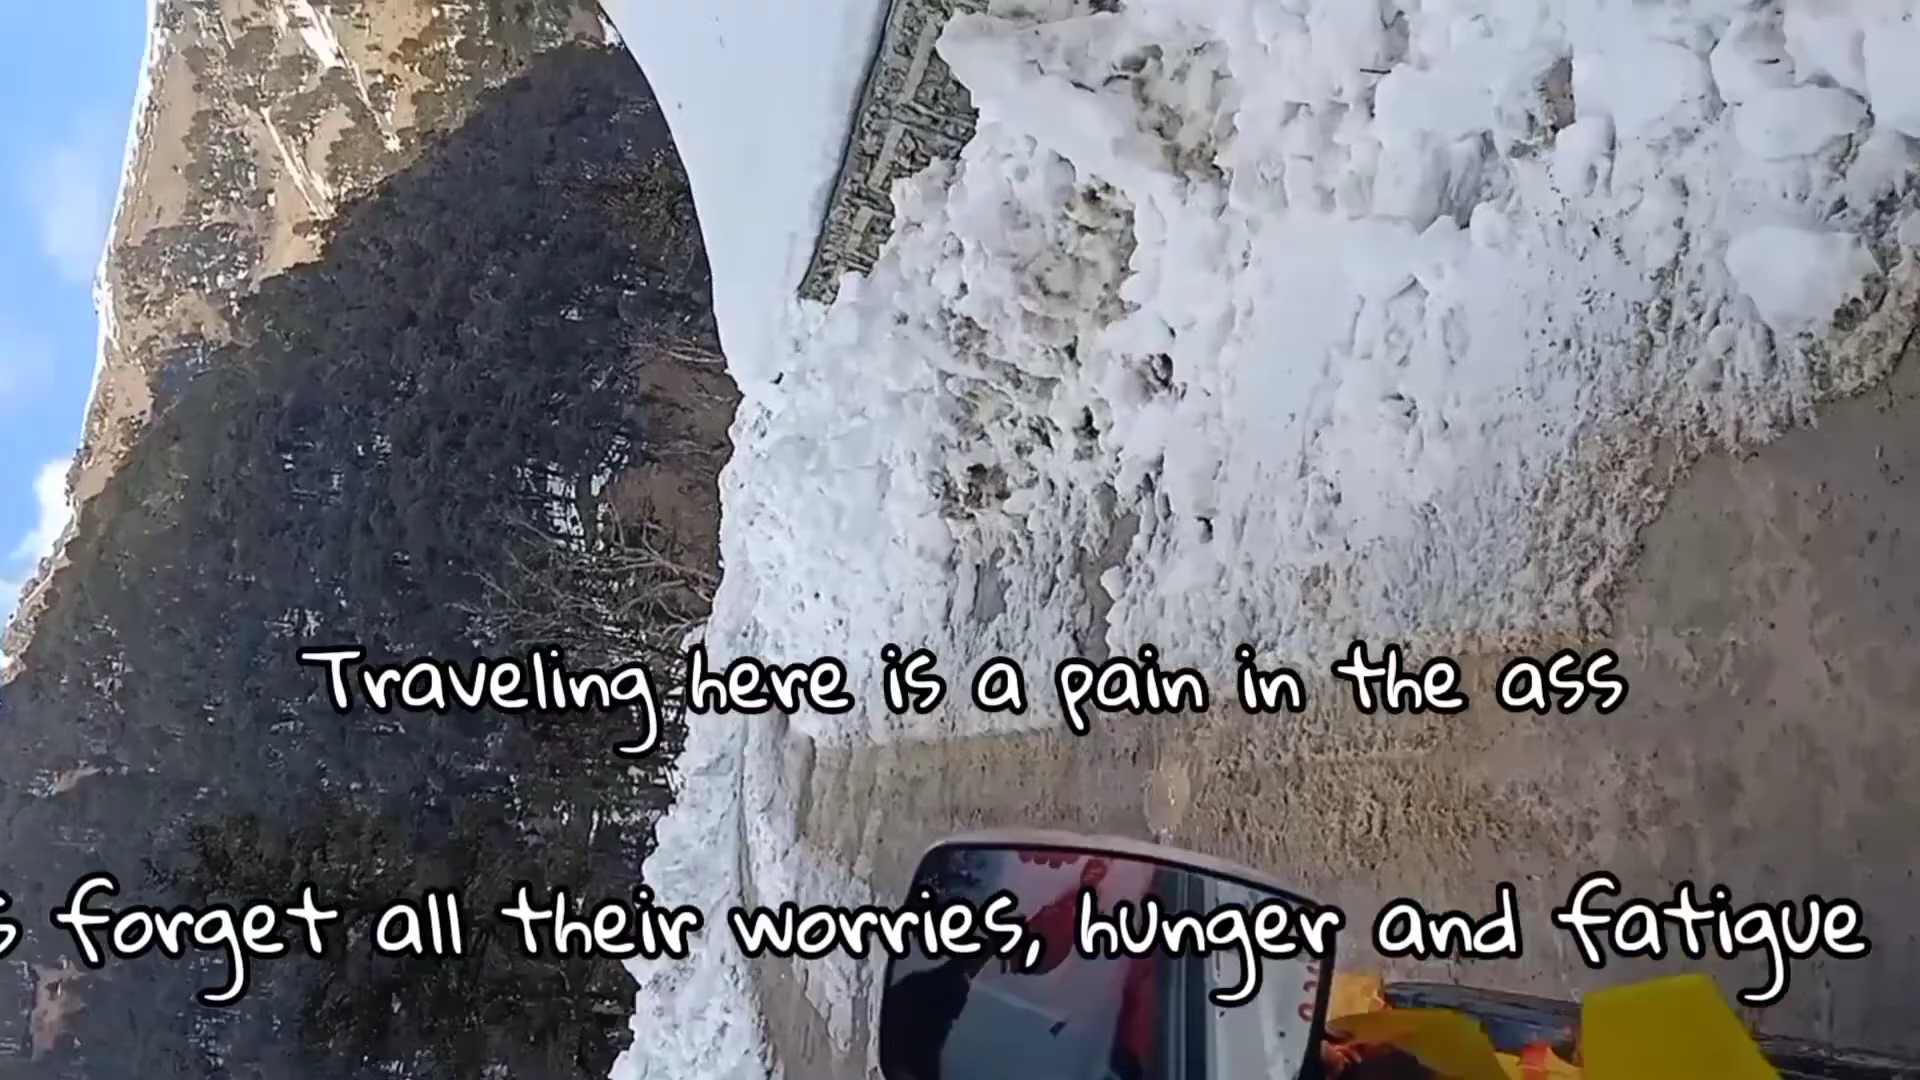 Traveling here is a pain in the ass
forget all their worries, hunger and fatigue